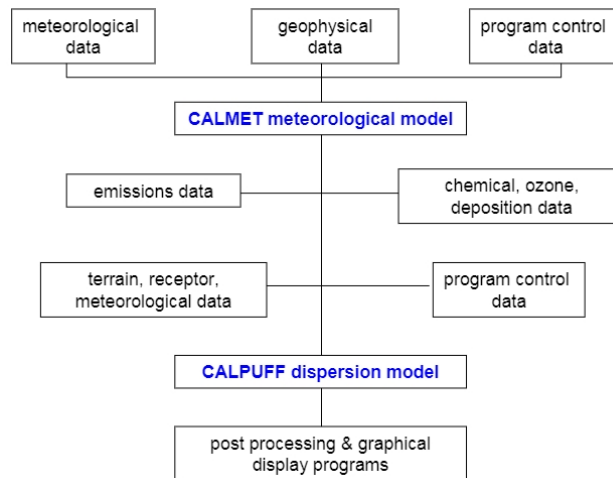 meteorological
data
geophysical
data
program control
data
CALMET meteorological model
emissions data
chemical, ozone,
deposition data
terrain, receptor,
meteorological data
program control
data
CALPUFF dispersion model
post processing & graphical
display programs